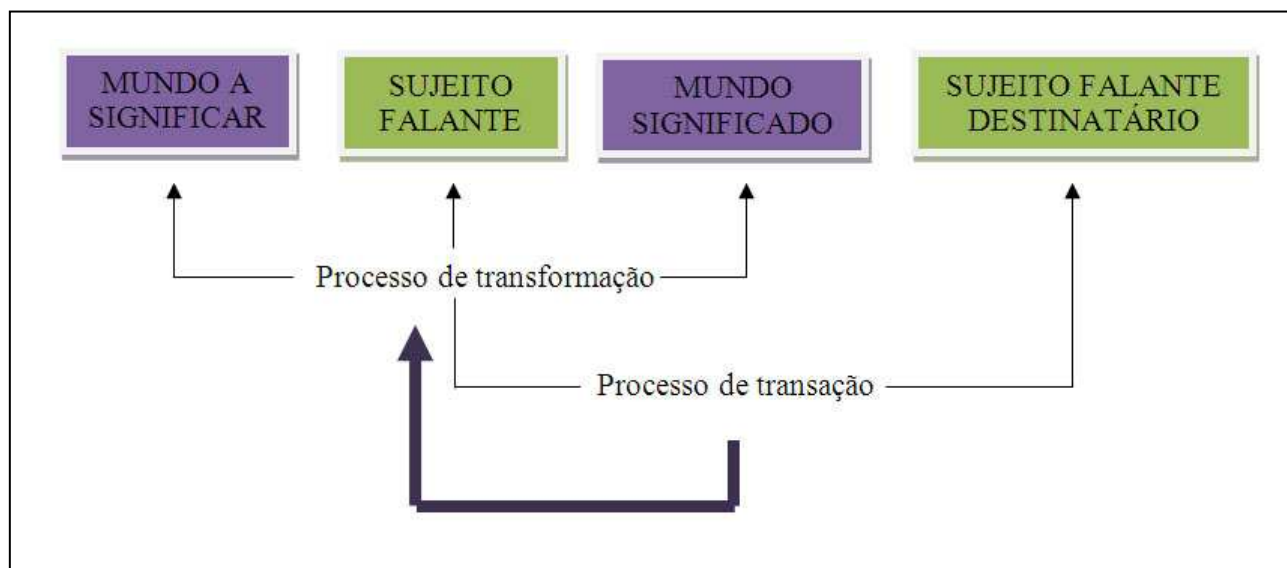 MUNDO A
SIGNIFICAR
SUJEITO
FALANTE
MUNDO
SIGNIFICADO
SUJEITO FALANTE
DESTINATÁRIO
Processo de transformação
Processo de transação